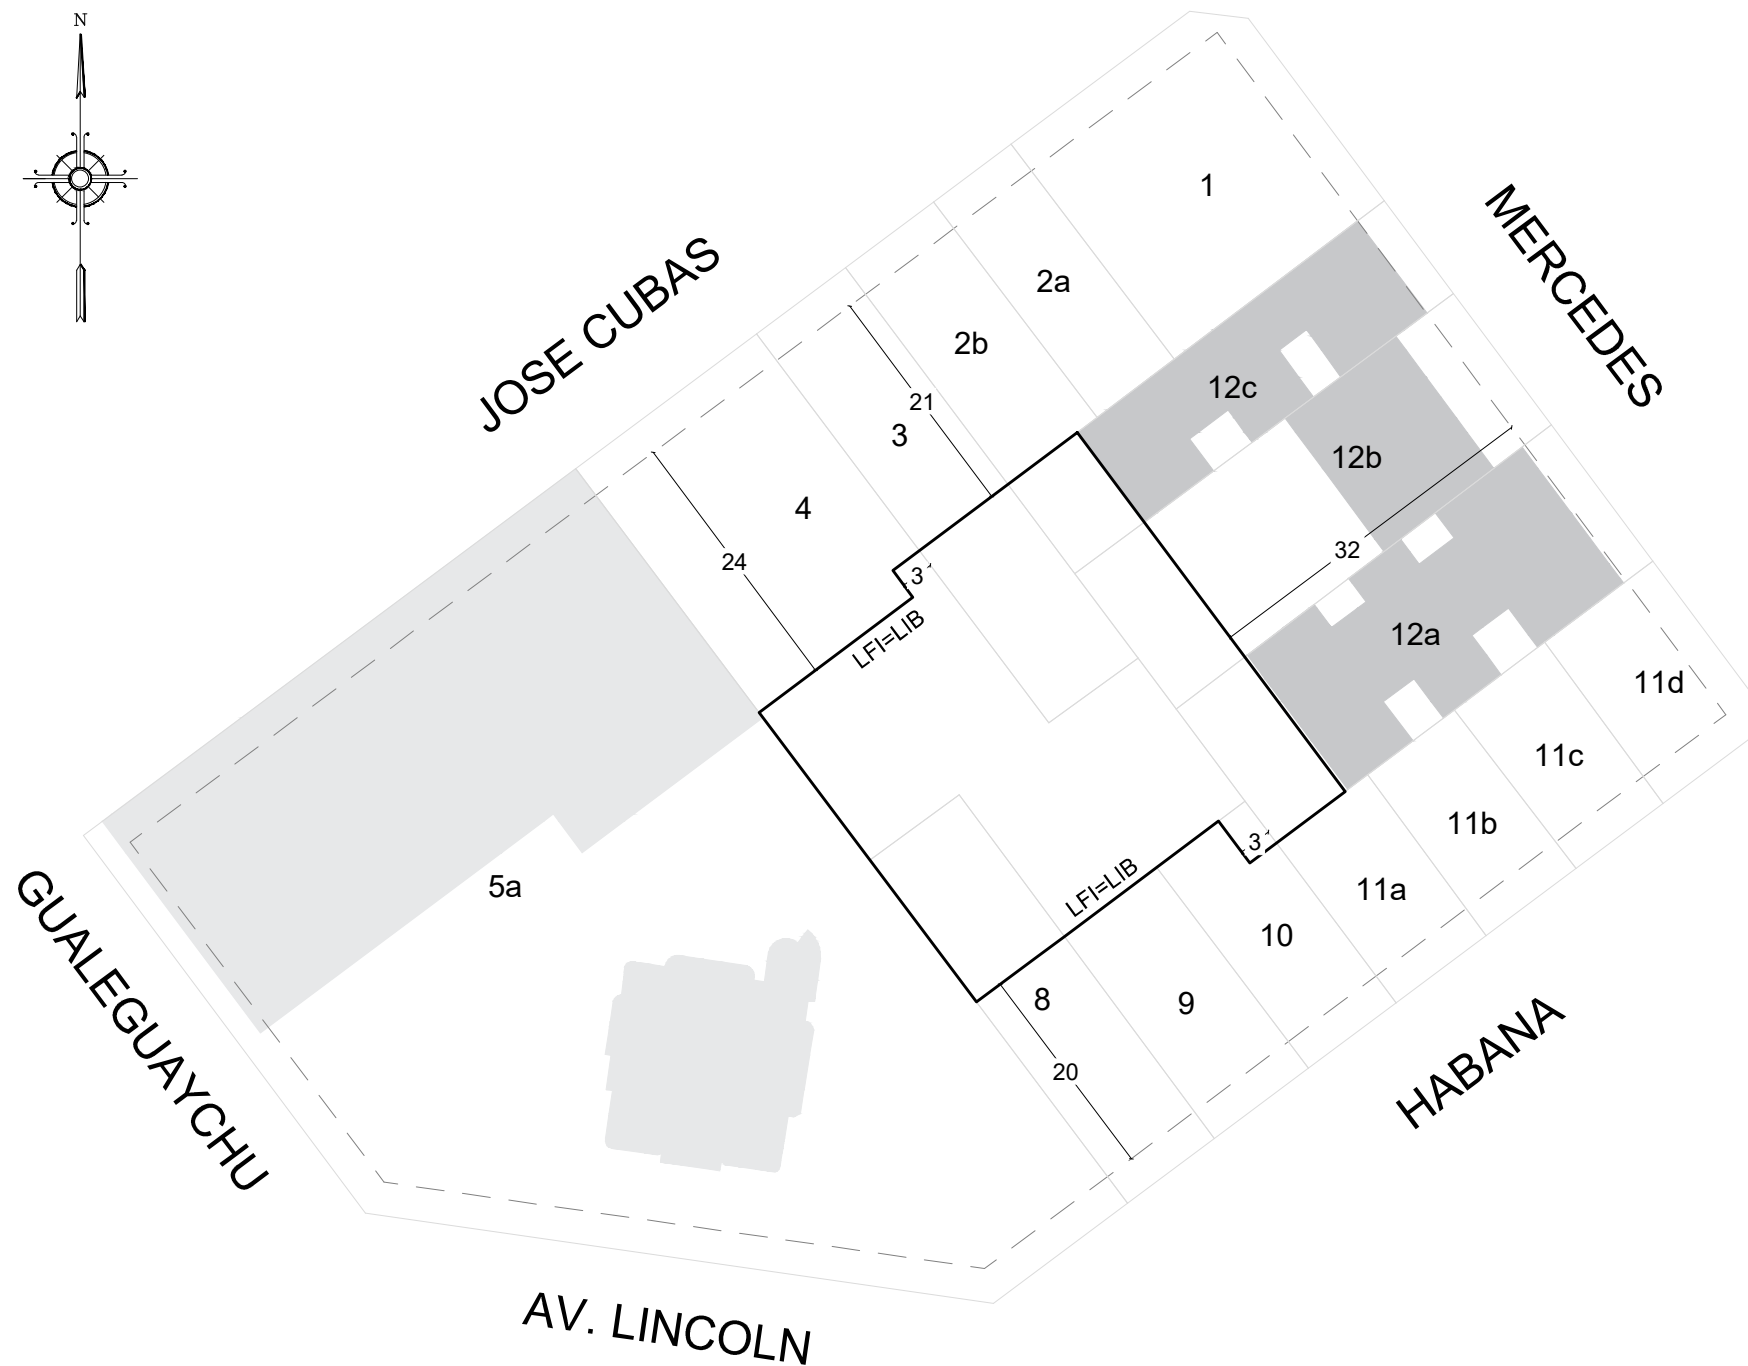 N
1
MERCEDES
JOSE CUBAS
2a
2b
12c
21
3
12b
4
32
24
3
LFI=LIB
12a
11d
11c
11b
3
LFI=LIB
5a
11a
10
8
9
20
GUALEGUAYCHU
HABANA
AV. LINCOLN